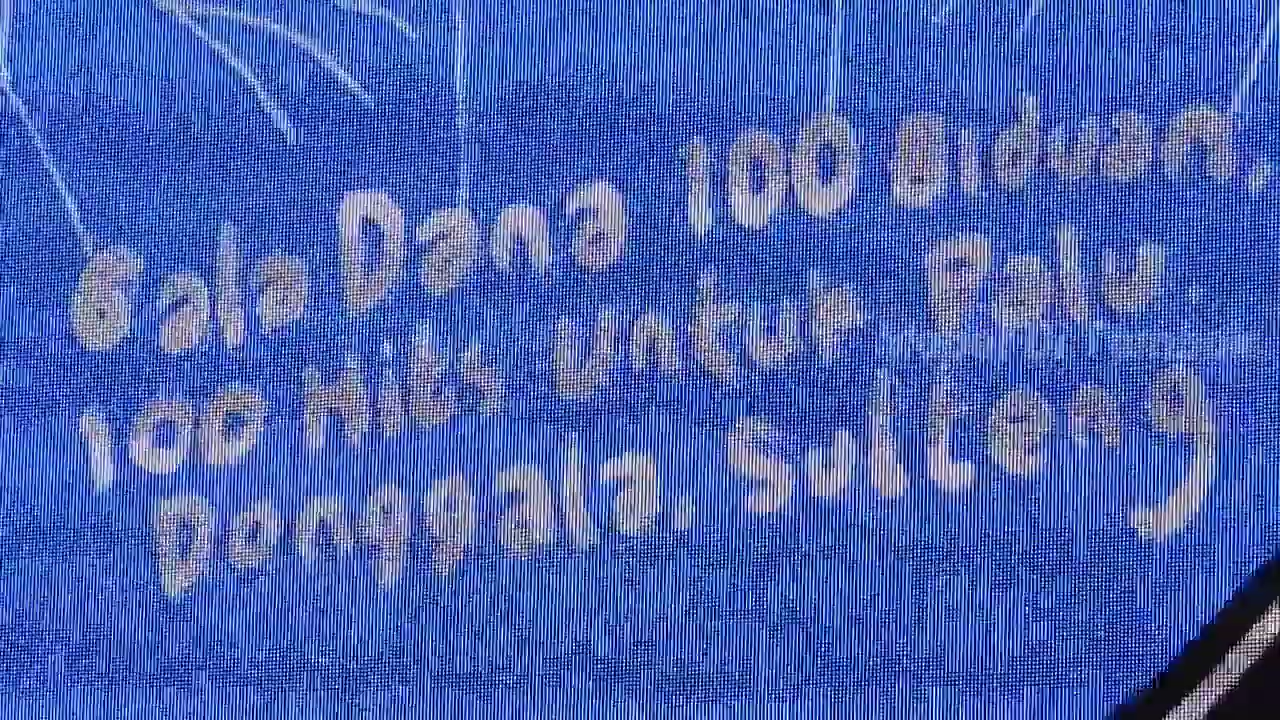 Gala Dana 100 Biduan,
100 Hits Untuk Palu,
Donggala, Sulteng